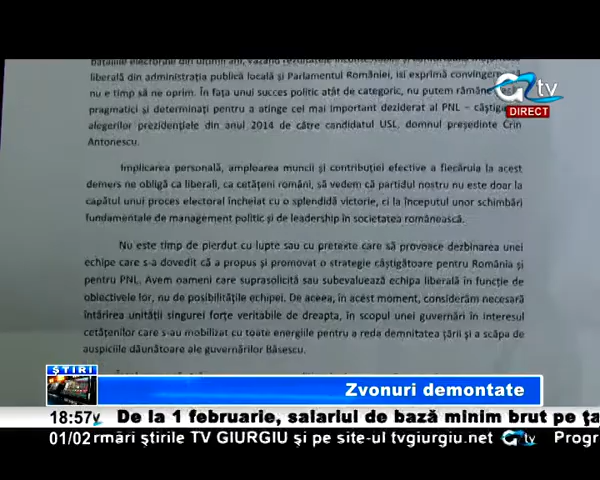 bătăliile electorale din ultimii ani, văzând rezultatele
liberală din administrația publică locală și Parlamentul României, își exprimă convingerea
nu e timp să ne oprim. În fața unui succes politic atât de categoric, nu putem rămâne
pragmatici și determinați pentru a atinge cel mai important deziderat al PNL – câștigarea
alegerilor prezidențiale din anul 2014 de către candidatul USL, domnul președinte Crin
Antonescu.
Implicarea personală, amploarea muncii și contribuției efective a fiecăruia la acest
demers ne obligă ca liberali, ca cetățeni români, să vedem că partidul nostru nu este doar la
capătul unui proces electoral încheiat cu o splendidă victorie, ci la începutul unor schimbări
fundamentale de management politic și de leadership în societatea românească.
Nu este timp de pierdut cu lupte sau cu pretexte care să provoace dezbinarea unei
echipe care s-a dovedit că a propus și promovat o strategie câștigătoare pentru România și
pentru PNL. Avem oameni care suprasolicită sau subevaluează echipa liberală în funcție de
obiectivele lor, nu de posibilitățile echipei. De aceea, în acest moment, considerăm necesară
întărirea unității singurei forțe veritabile de dreapta, în scopul unei guvernări în interesul
cetățenilor care s-au mobilizat cu toate energiile pentru a reda demnitatea țării și a scăpa de
auspiciile dăunătoare ale guvernărilor Băsescu.
G tv
DIRECT
ȘTIRI
Zvonuri demontate
18:57 De la 1 februarie, salariul de bază minim brut pe ța
01/02 rmări știrile TV GIURGIU și pe site-ul tvgiurgiu.net G tv Progr